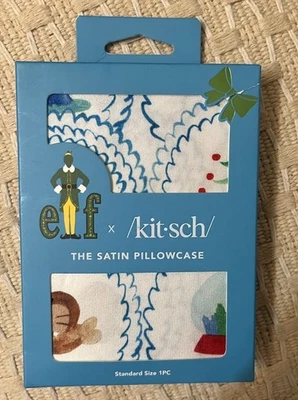 elf x /kit·sch/
THE SATIN PILLOWCASE
Standard Size 1PC